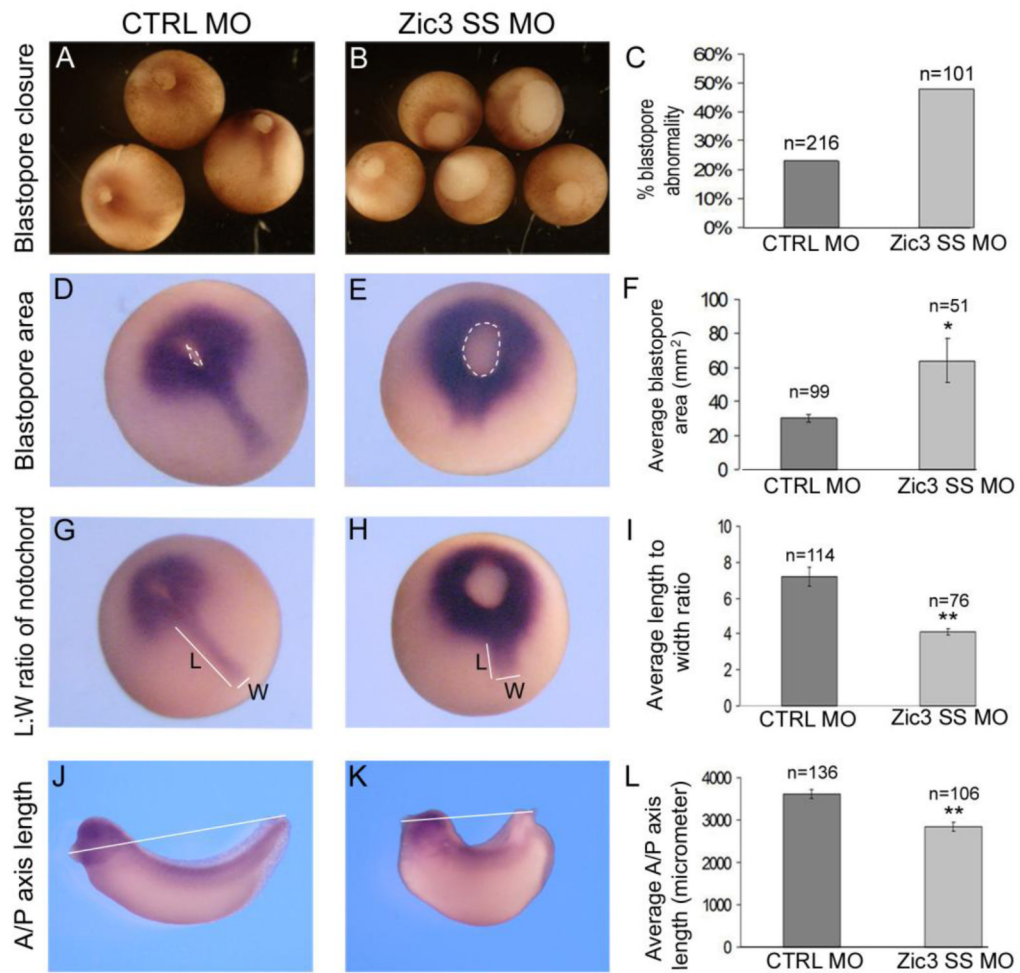 CTRL MO
Zic3 SS MO
Blastopore closure
A
B
C
% blastopore
abnormality
60%
50%
40%
30%
20%
10%
0%
n=216
n=101
CTRL MO
Zic3 SS MO
Blastopore area
D
E
F
Average blastopore
area (mm²)
100
80
60
40
20
0
n=99
n=51
*
CTRL MO
Zic3 SS MO
L:W ratio of notochord
G
L
W
H
L
W
I
Average length to
width ratio
10
8
6
4
2
0
n=114
n=76
**
CTRL MO
Zic3 SS MO
A/P axis length
J
K
L
Average A/P axis
length (micrometer)
4000
3000
2000
1000
0
n=136
n=106
**
CTRL MO
Zic3 SS MO